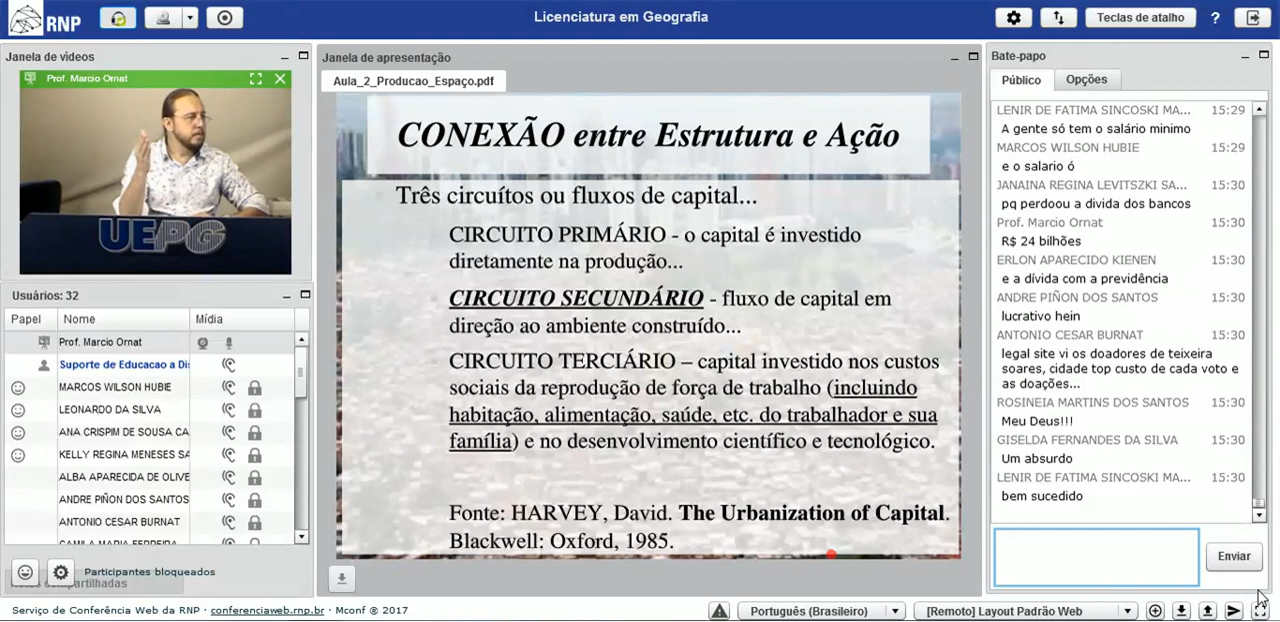 RNP
Licenciatura em Geografia
Teclas de atalho
?
Janela de vídeos
Prof. Marcio Ornat
UEPG
Usuários: 32
Papel Nome Mídia
Prof. Marcio Ornat
Suporte de Educacao a Dis
MARCOS WILSON HUBIE
LEONARDO DA SILVA
ANA CRISPIM DE SOUSA CA
KELLY REGINA MENESES SA
ALBA APARECIDA DE OLIVE
ANDRE PIÑON DOS SANTOS
ANTONIO CESAR BURNAT
CAMILA MARIA FERREIRA
Participantes bloqueados
Notas compartilhadas
Janela de apresentação
Aula_2_Producao_Espaço.pdf
CONEXÃO entre Estrutura e Ação
Três circuítos ou fluxos de capital...
CIRCUITO PRIMÁRIO - o capital é investido
diretamente na produção...
CIRCUITO SECUNDÁRIO - fluxo de capital em
direção ao ambiente construído...
CIRCUITO TERCIÁRIO – capital investido nos custos
sociais da reprodução de força de trabalho (incluindo
habitação, alimentação, saúde, etc. do trabalhador e sua
família) e no desenvolvimento científico e tecnológico.
Fonte: HARVEY, David. The Urbanization of Capital.
Blackwell: Oxford, 1985.
Bate-papo
Público Opções
LENIR DE FATIMA SINCOSKI MA... 15:29
A gente só tem o salário minimo
MARCOS WILSON HUBIE 15:29
e o salario ó
JANAINA REGINA LEVITSZKI SA... 15:30
pq perdoou a divida dos bancos
Prof. Marcio Ornat 15:30
R$ 24 bilhões
ERLON APARECIDO KIENEN 15:30
e a dívida com a previdência
ANDRE PIÑON DOS SANTOS 15:30
lucrativo hein
ANTONIO CESAR BURNAT 15:30
legal site vi os doadores de teixeira
soares, cidade top custo de cada voto e
as doações...
ROSINEIA MARTINS DOS SANTOS 15:30
Meu Deus!!!
GISELDA FERNANDES DA SILVA 15:30
Um absurdo
LENIR DE FATIMA SINCOSKI MA... 15:30
bem sucedido
Enviar
Serviço de Conferência Web da RNP · conferenciaweb.rnp.br · Mconf ® 2017
Português (Brasileiro)
[Remoto] Layout Padrão Web